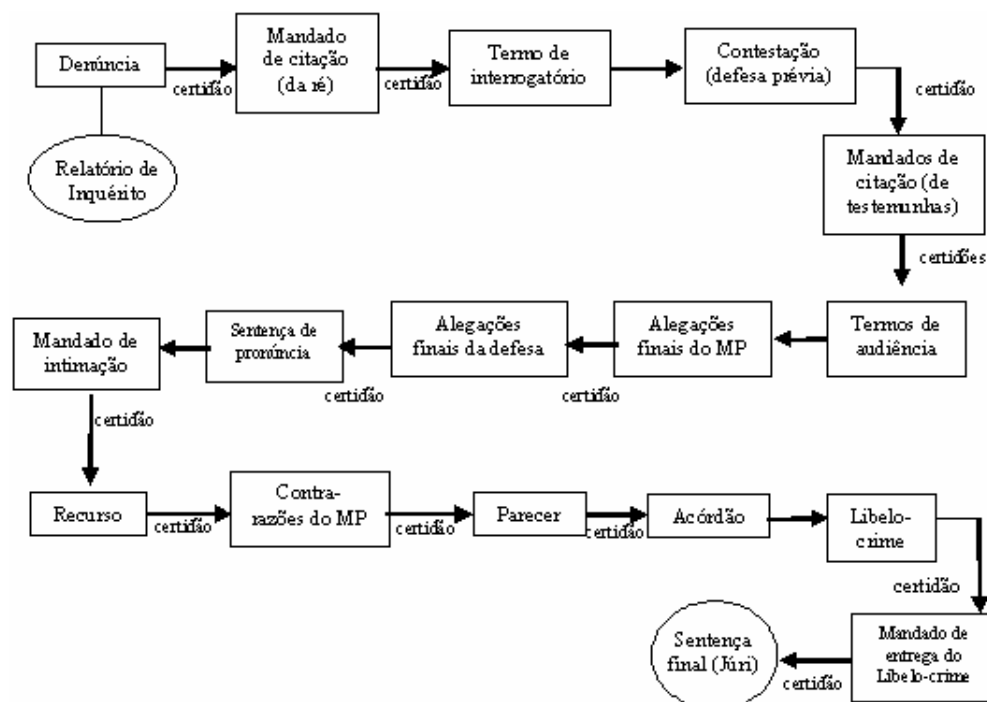 Denúncia
certidão
Mandado
de citação
(da ré)
certidão
Termo de
interrogatório
Contestação
(defesa prévia)
certidão
Relatório de
Inquérito
Mandados de
citação (de
testemunhas)
certidões
Termos de
audiência
Alegações
finais do MP
certidão
Alegações
finais da defesa
certidão
Sentença de
pronúncia
Mandado de
intimação
certidão
Recurso
certidão
Contra-
razões do MP
certidão
Parecer
certidão
Acórdão
Libelo-
crime
certidão
Mandado de
entrega do
Libelo-crime
certidão
Sentença
final (Júri)